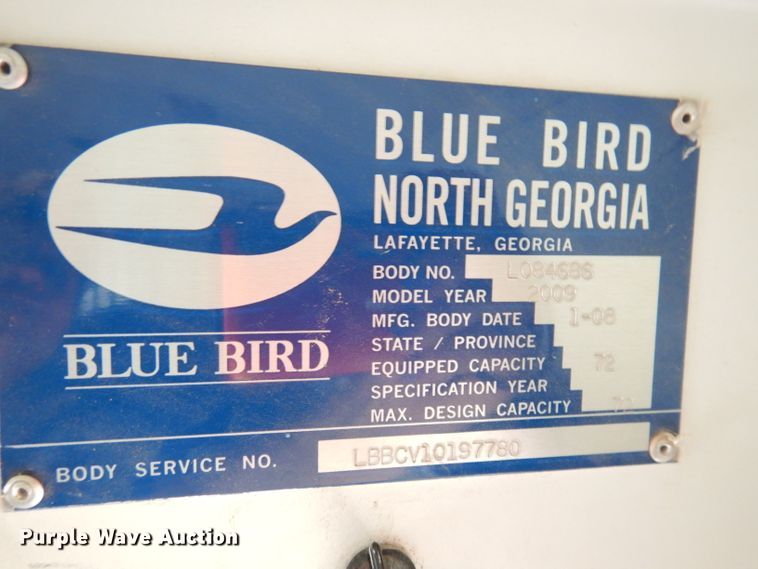 BLUE BIRD
BLUE BIRD
NORTH GEORGIA
LAFAYETTE, GEORGIA
BODY NO. L084686
MODEL YEAR 2009
MFG. BODY DATE 1-08
STATE / PROVINCE
EQUIPPED CAPACITY 72
SPECIFICATION YEAR
MAX. DESIGN CAPACITY
BODY SERVICE NO. LBBCV10197780
Purple Wave Auction